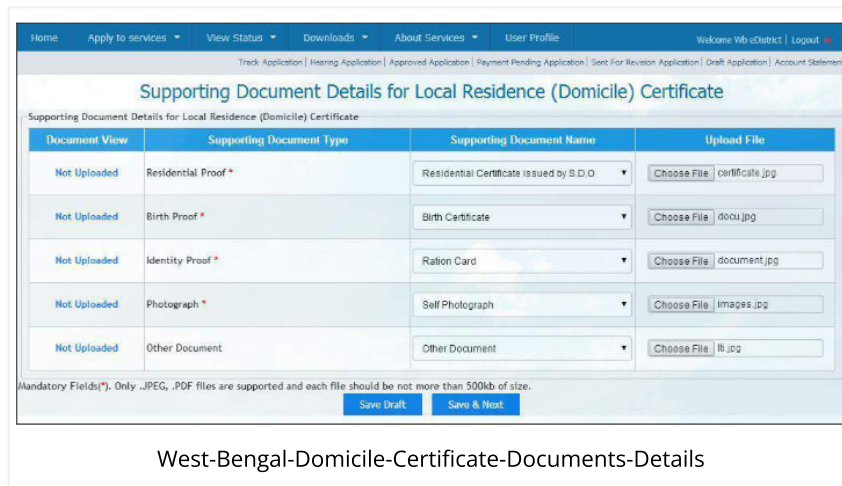 Home Apply to services View Status Downloads About Services User Profile Welcome Wb eDistrict | Logout
Track Application | Hearing Application | Approved Application | Payment Pending Application | Sent For Revision Application | Draft Application | Account Statement
Supporting Document Details for Local Residence (Domicile) Certificate
Supporting Document Details for Local Residence (Domicile) Certificate
Document View Supporting Document Type Supporting Document Name Upload File
Not Uploaded Residential Proof * Residential Certificate issued by S.D.O Choose File certificate.jpg
Not Uploaded Birth Proof * Birth Certificate Choose File docu.jpg
Not Uploaded Identity Proof * Ration Card Choose File document.jpg
Not Uploaded Photograph * Self Photograph Choose File images.jpg
Not Uploaded Other Document Other Document Choose File lti.jpg
Mandatory Fields(*). Only .JPEG, .PDF files are supported and each file should be not more than 500kb of size.
Save Draft Save & Next
West-Bengal-Domicile-Certificate-Documents-Details